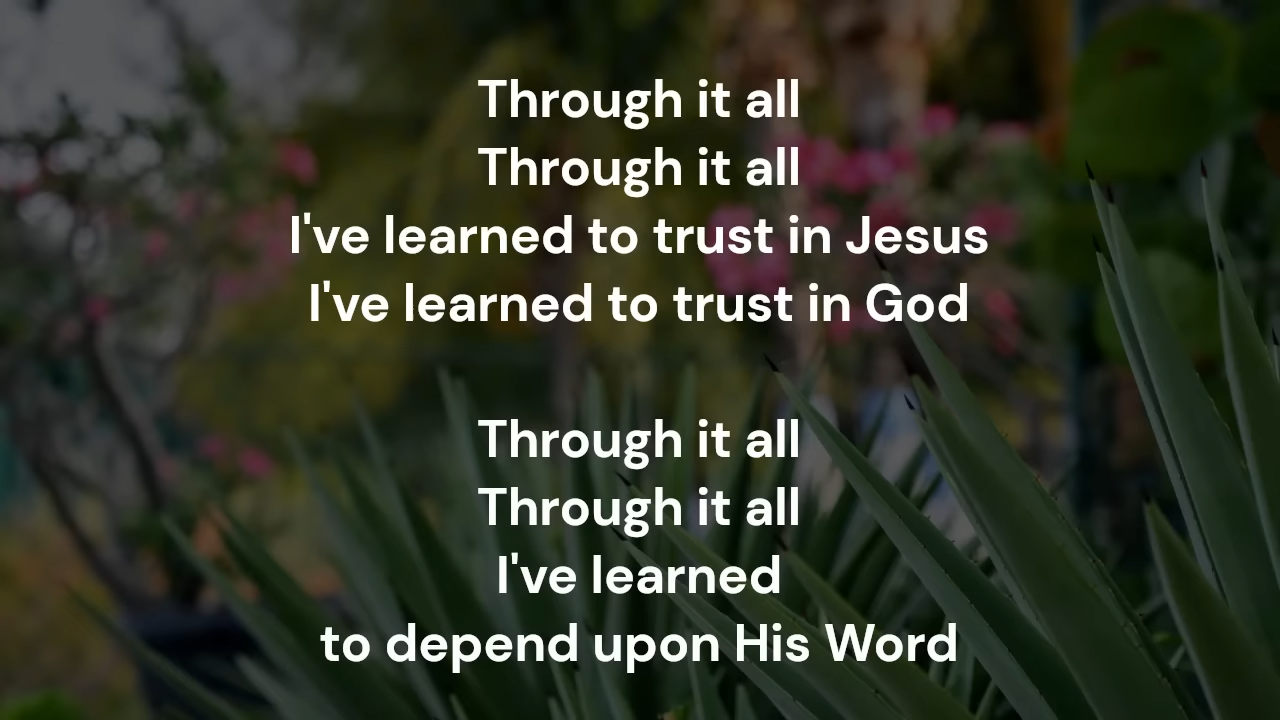 Through it all
Through it all
I've learned to trust in Jesus
I've learned to trust in God
Through it all
Through it all
I've learned
to depend upon His Word